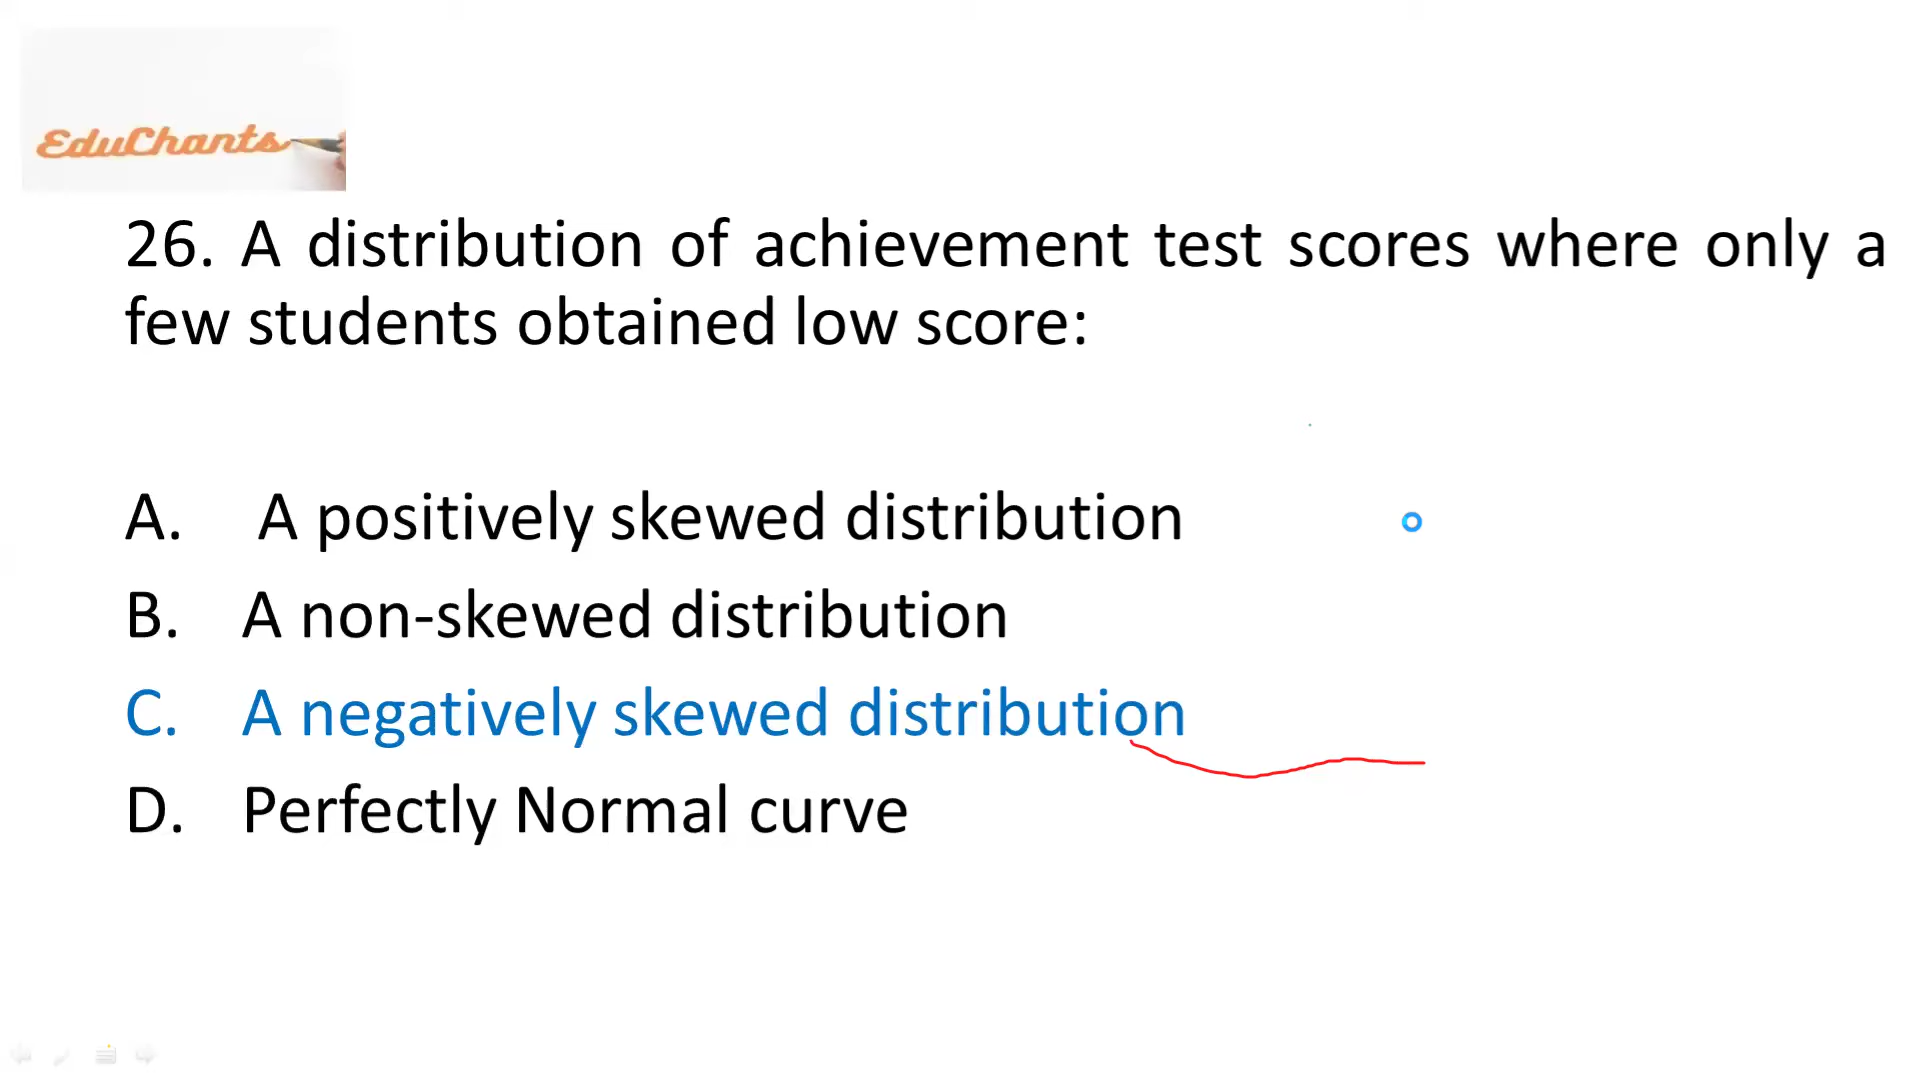 EduChants
26. A distribution of achievement test scores where only a
few students obtained low score:
A. A positively skewed distribution
B. A non-skewed distribution
C. A negatively skewed distribution
D. Perfectly Normal curve